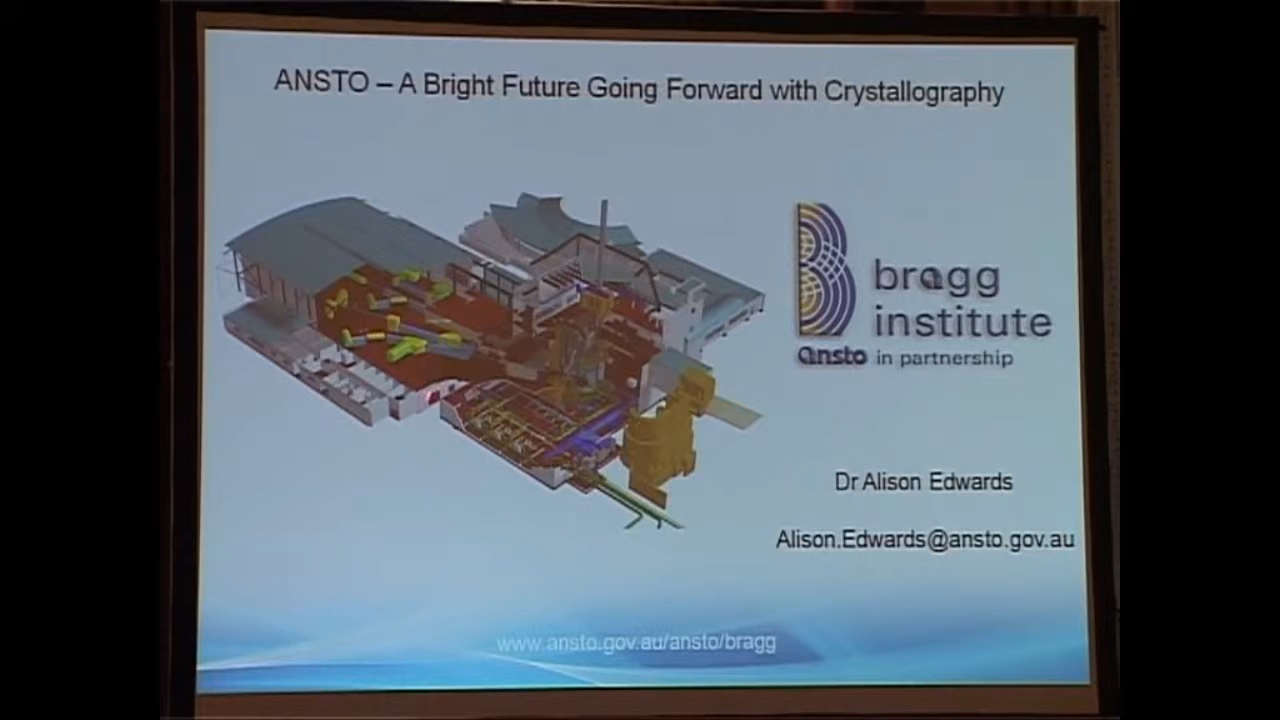 ANSTO – A Bright Future Going Forward with Crystallography
bragg
institute
ansto in partnership
Dr Alison Edwards
Alison.Edwards@ansto.gov.au
www.ansto.gov.au/ansto/bragg